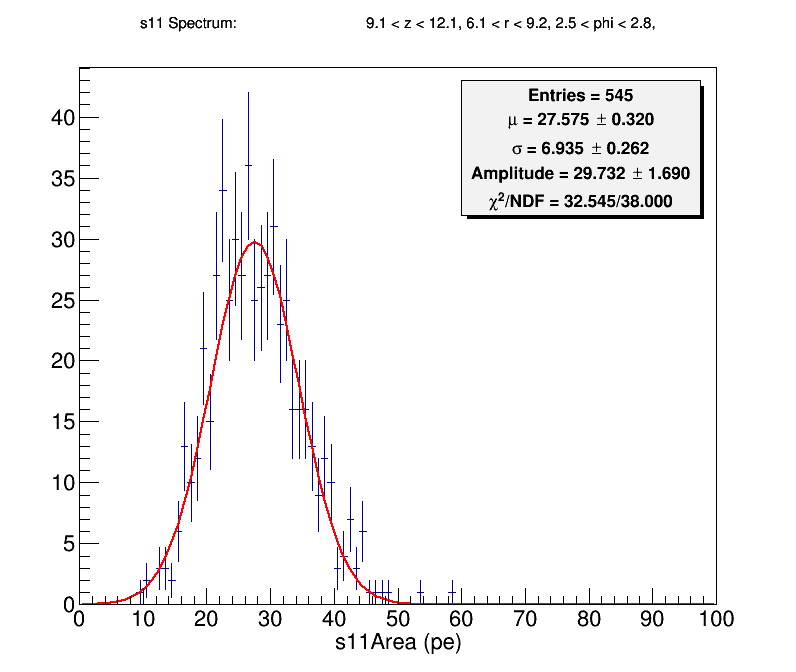 s11 Spectrum: 9.1 < z < 12.1, 6.1 < r < 9.2, 2.5 < phi < 2.8,
Entries = 545
μ = 27.575 ± 0.320
σ = 6.935 ± 0.262
Amplitude = 29.732 ± 1.690
χ²/NDF = 32.545/38.000
40
35
30
25
20
15
10
5
0
0 10 20 30 40 50 60 70 80 90 100
s11Area (pe)